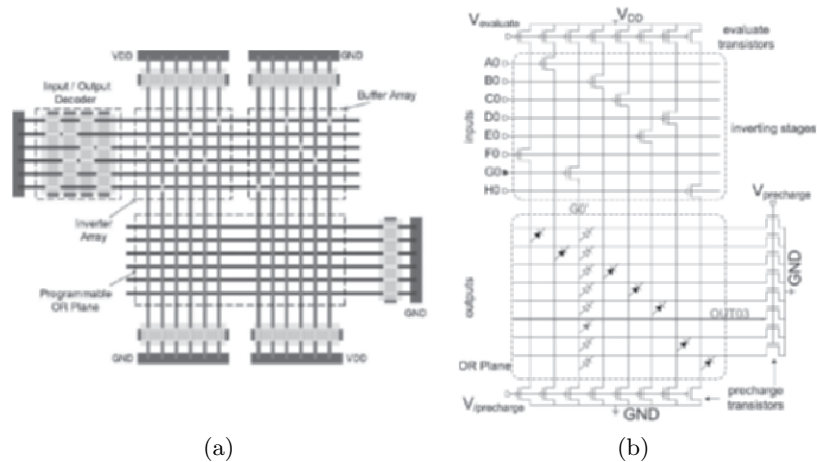 VDD
GND
Input / Output
Decoder
Buffer Array
Inverter
Array
Programmable
OR Plane
GND
GND
VDD
(a)
Vevaluate
VDD
evaluate
transistors
A0
B0
C0
D0
E0
F0
G0
H0
inputs
inverting stages
Vprecharge
G0'
GND
outputs
OUT03
OR Plane
precharge
transistors
V/precharge
GND
(b)